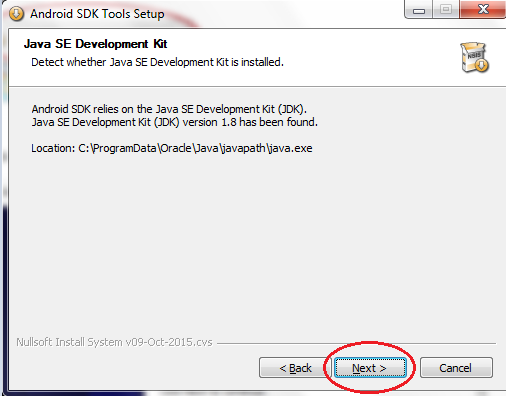 Android SDK Tools Setup
Java SE Development Kit
Detect whether Java SE Development Kit is installed.
Android SDK relies on the Java SE Development Kit (JDK).
Java SE Development Kit (JDK) version 1.8 has been found.
Location: C:\ProgramData\Oracle\Java\javapath\java.exe
Nullsoft Install System v09-Oct-2015.cvs
< Back Next > Cancel